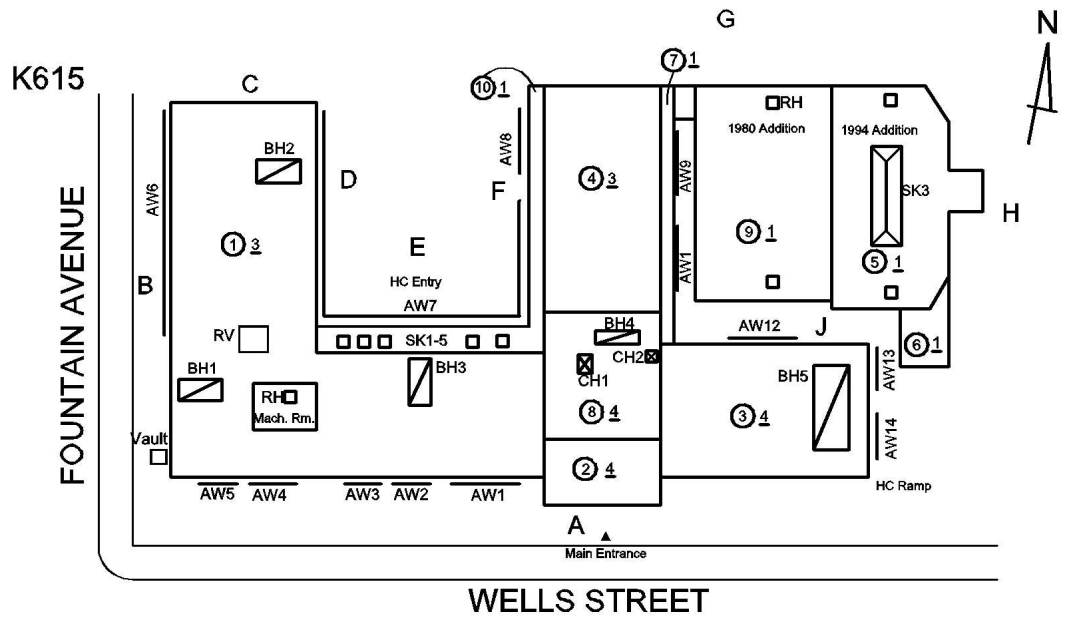 G
N
K615
C
7 1
10 1
RH
1980 Addition
1994 Addition
BH2
AW8
AW6
D
F
4 3
AW9
SK3
H
1 3
E
9 1
5 1
HC Entry
AW7
AW1
B
RV
SK1-5
BH4
AW12
J
6 1
BH1
BH3
CH1
CH2
BH5
AW13
RH
Mach. Rm.
8 4
3 4
AW14
Vault
2 4
AW5
AW4
AW3
AW2
AW1
HC Ramp
A
Main Entrance
FOUNTAIN AVENUE
WELLS STREET